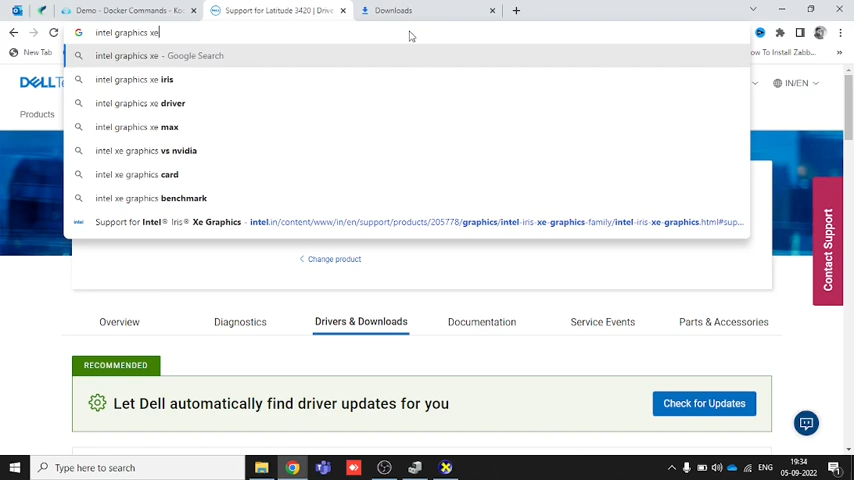 Demo - Docker Commands - Ko
Support for Latitude 3420 | Driv
Downloads
intel graphics xe
intel graphics xe - Google Search
intel graphics xe iris
intel graphics xe driver
intel graphics xe max
intel xe graphics vs nvidia
intel xe graphics card
intel xe graphics benchmark
intel Support for Intel® Iris® Xe Graphics - intel.in/content/www/in/en/support/products/205778/graphics/intel-iris-xe-graphics-family/intel-iris-xe-graphics.html#sup...
New Tab
How to Install Zabb...
DELL
IN/EN
Products
Contact Support
Change product
Overview
Diagnostics
Drivers & Downloads
Documentation
Service Events
Parts & Accessories
RECOMMENDED
Let Dell automatically find driver updates for you
Check for Updates
Type here to search
ENG
19:34
05-09-2022
1